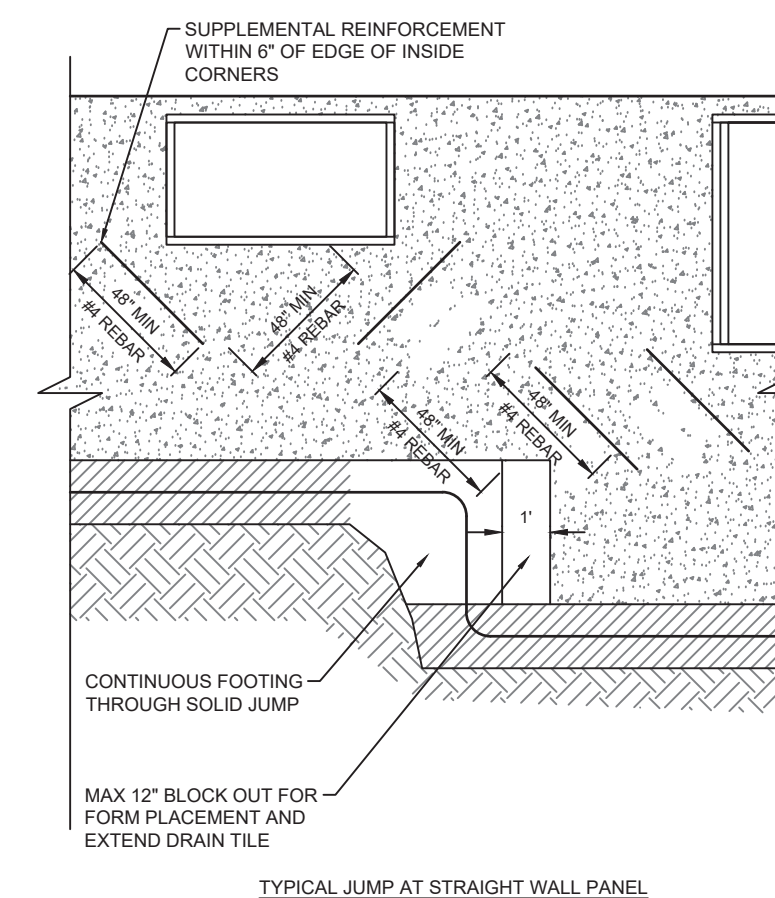 SUPPLEMENTAL REINFORCEMENT
WITHIN 6" OF EDGE OF INSIDE
CORNERS
48" MIN
#4 REBAR
48" MIN
#4 REBAR
48" MIN
#4 REBAR
48" MIN
#4 REBAR
1'
CONTINUOUS FOOTING
THROUGH SOLID JUMP
MAX 12" BLOCK OUT FOR
FORM PLACEMENT AND
EXTEND DRAIN TILE
TYPICAL JUMP AT STRAIGHT WALL PANEL